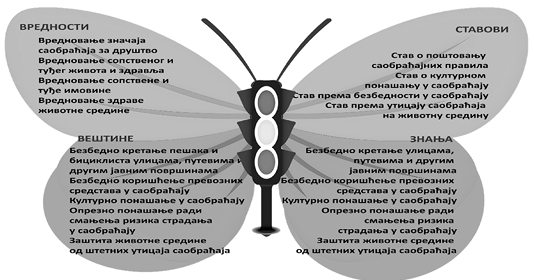 ВРЕДНОСТИ
Вредновање значаја
саобраћаја за друштво
Вредновање сопственог и
туђег живота и здравља
Вредновање сопствене и
туђе имовине
Вредновање здраве
животне средине
СТАВОВИ
Став о поштовању
саобраћајних правила
Став о културном
понашању у саобраћају
Став према безбедности у саобраћају
Став према утицају саобраћаја
на животну средину
ВЕШТИНЕ
Безбедно кретање пешака и
бициклиста улицама, путевима и
другим јавним површинама
Безбедно коришћење превозних
средстава у саобраћају
Културно понашање у саобраћају
Опрезно понашање ради
смањења ризика страдања
у саобраћају
Заштита животне средине
од штетних утицаја саобраћаја
ЗНАЊА
Безбедно кретање улицама,
путевима и другим
јавним површинама
Безбедно коришћење превозних
средстава у саобраћају
Културно понашање у саобраћају
Опрезно понашање ради
смањења ризика
страдања у саобраћају
Заштита животне средине
од штетних утицаја саобраћаја